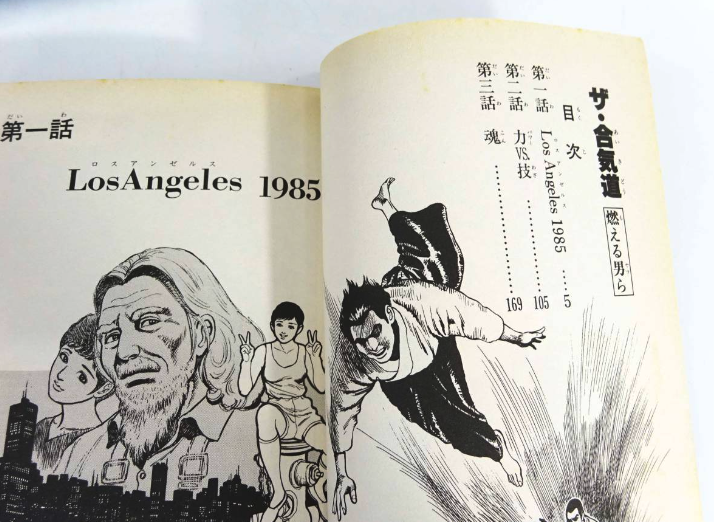 ザ・合気道 燃える男ら
目次
第一話 Los Angeles 1985 …… 5
第二話 力VS.技 …… 105
第三話 魂 …… 169
第一話
LosAngeles 1985
ロスアンゼルス